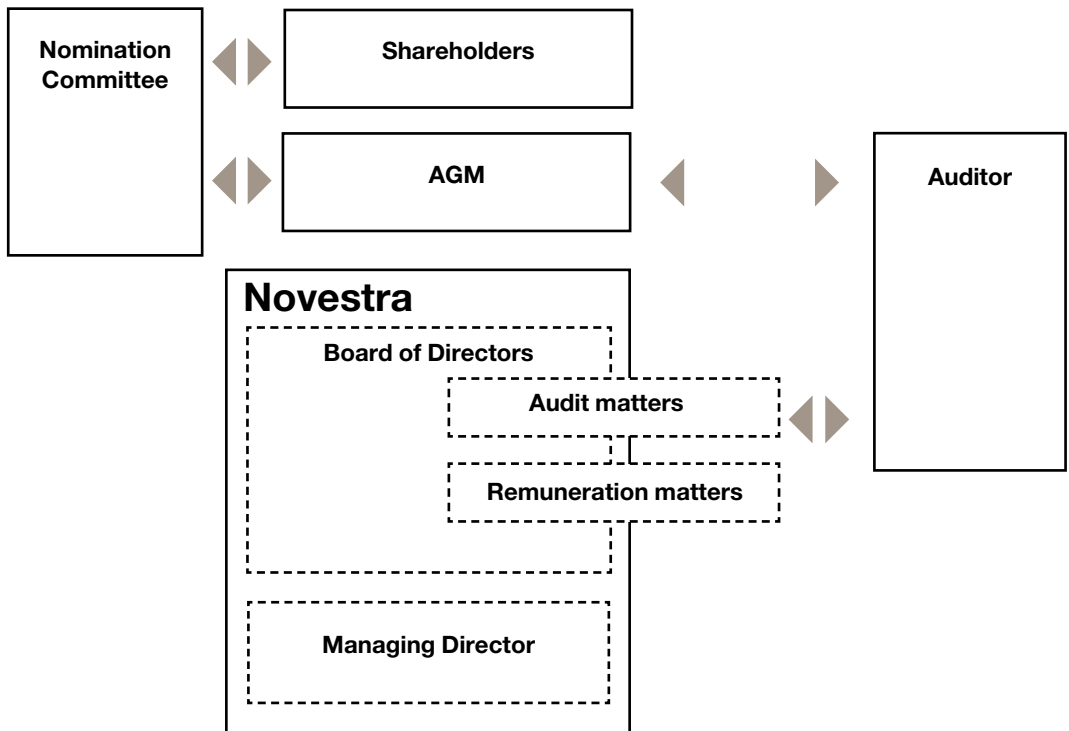 Nomination
Committee
Shareholders
AGM
Auditor
Novestra
Board of Directors
Audit matters
Remuneration matters
Managing Director